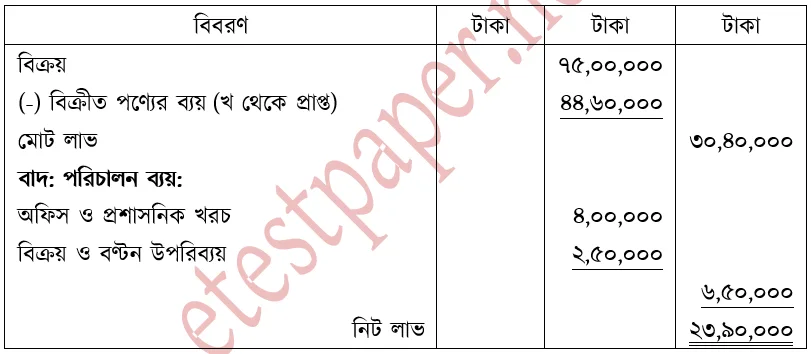 বিবরণ টাকা টাকা টাকা
বিক্রয় ৭৫,০০,০০০
(-) বিক্রীত পণ্যের ব্যয় (খ থেকে প্রাপ্ত) ৪৪,৬০,০০০
মোট লাভ ৩০,৪০,০০০
বাদ: পরিচালন ব্যয়:
অফিস ও প্রশাসনিক খরচ ৪,০০,০০০
বিক্রয় ও বণ্টন উপরিব্যয় ২,৫০,০০০
৬,৫০,০০০
নিট লাভ ২৩,৯০,০০০
etestpaper.ne